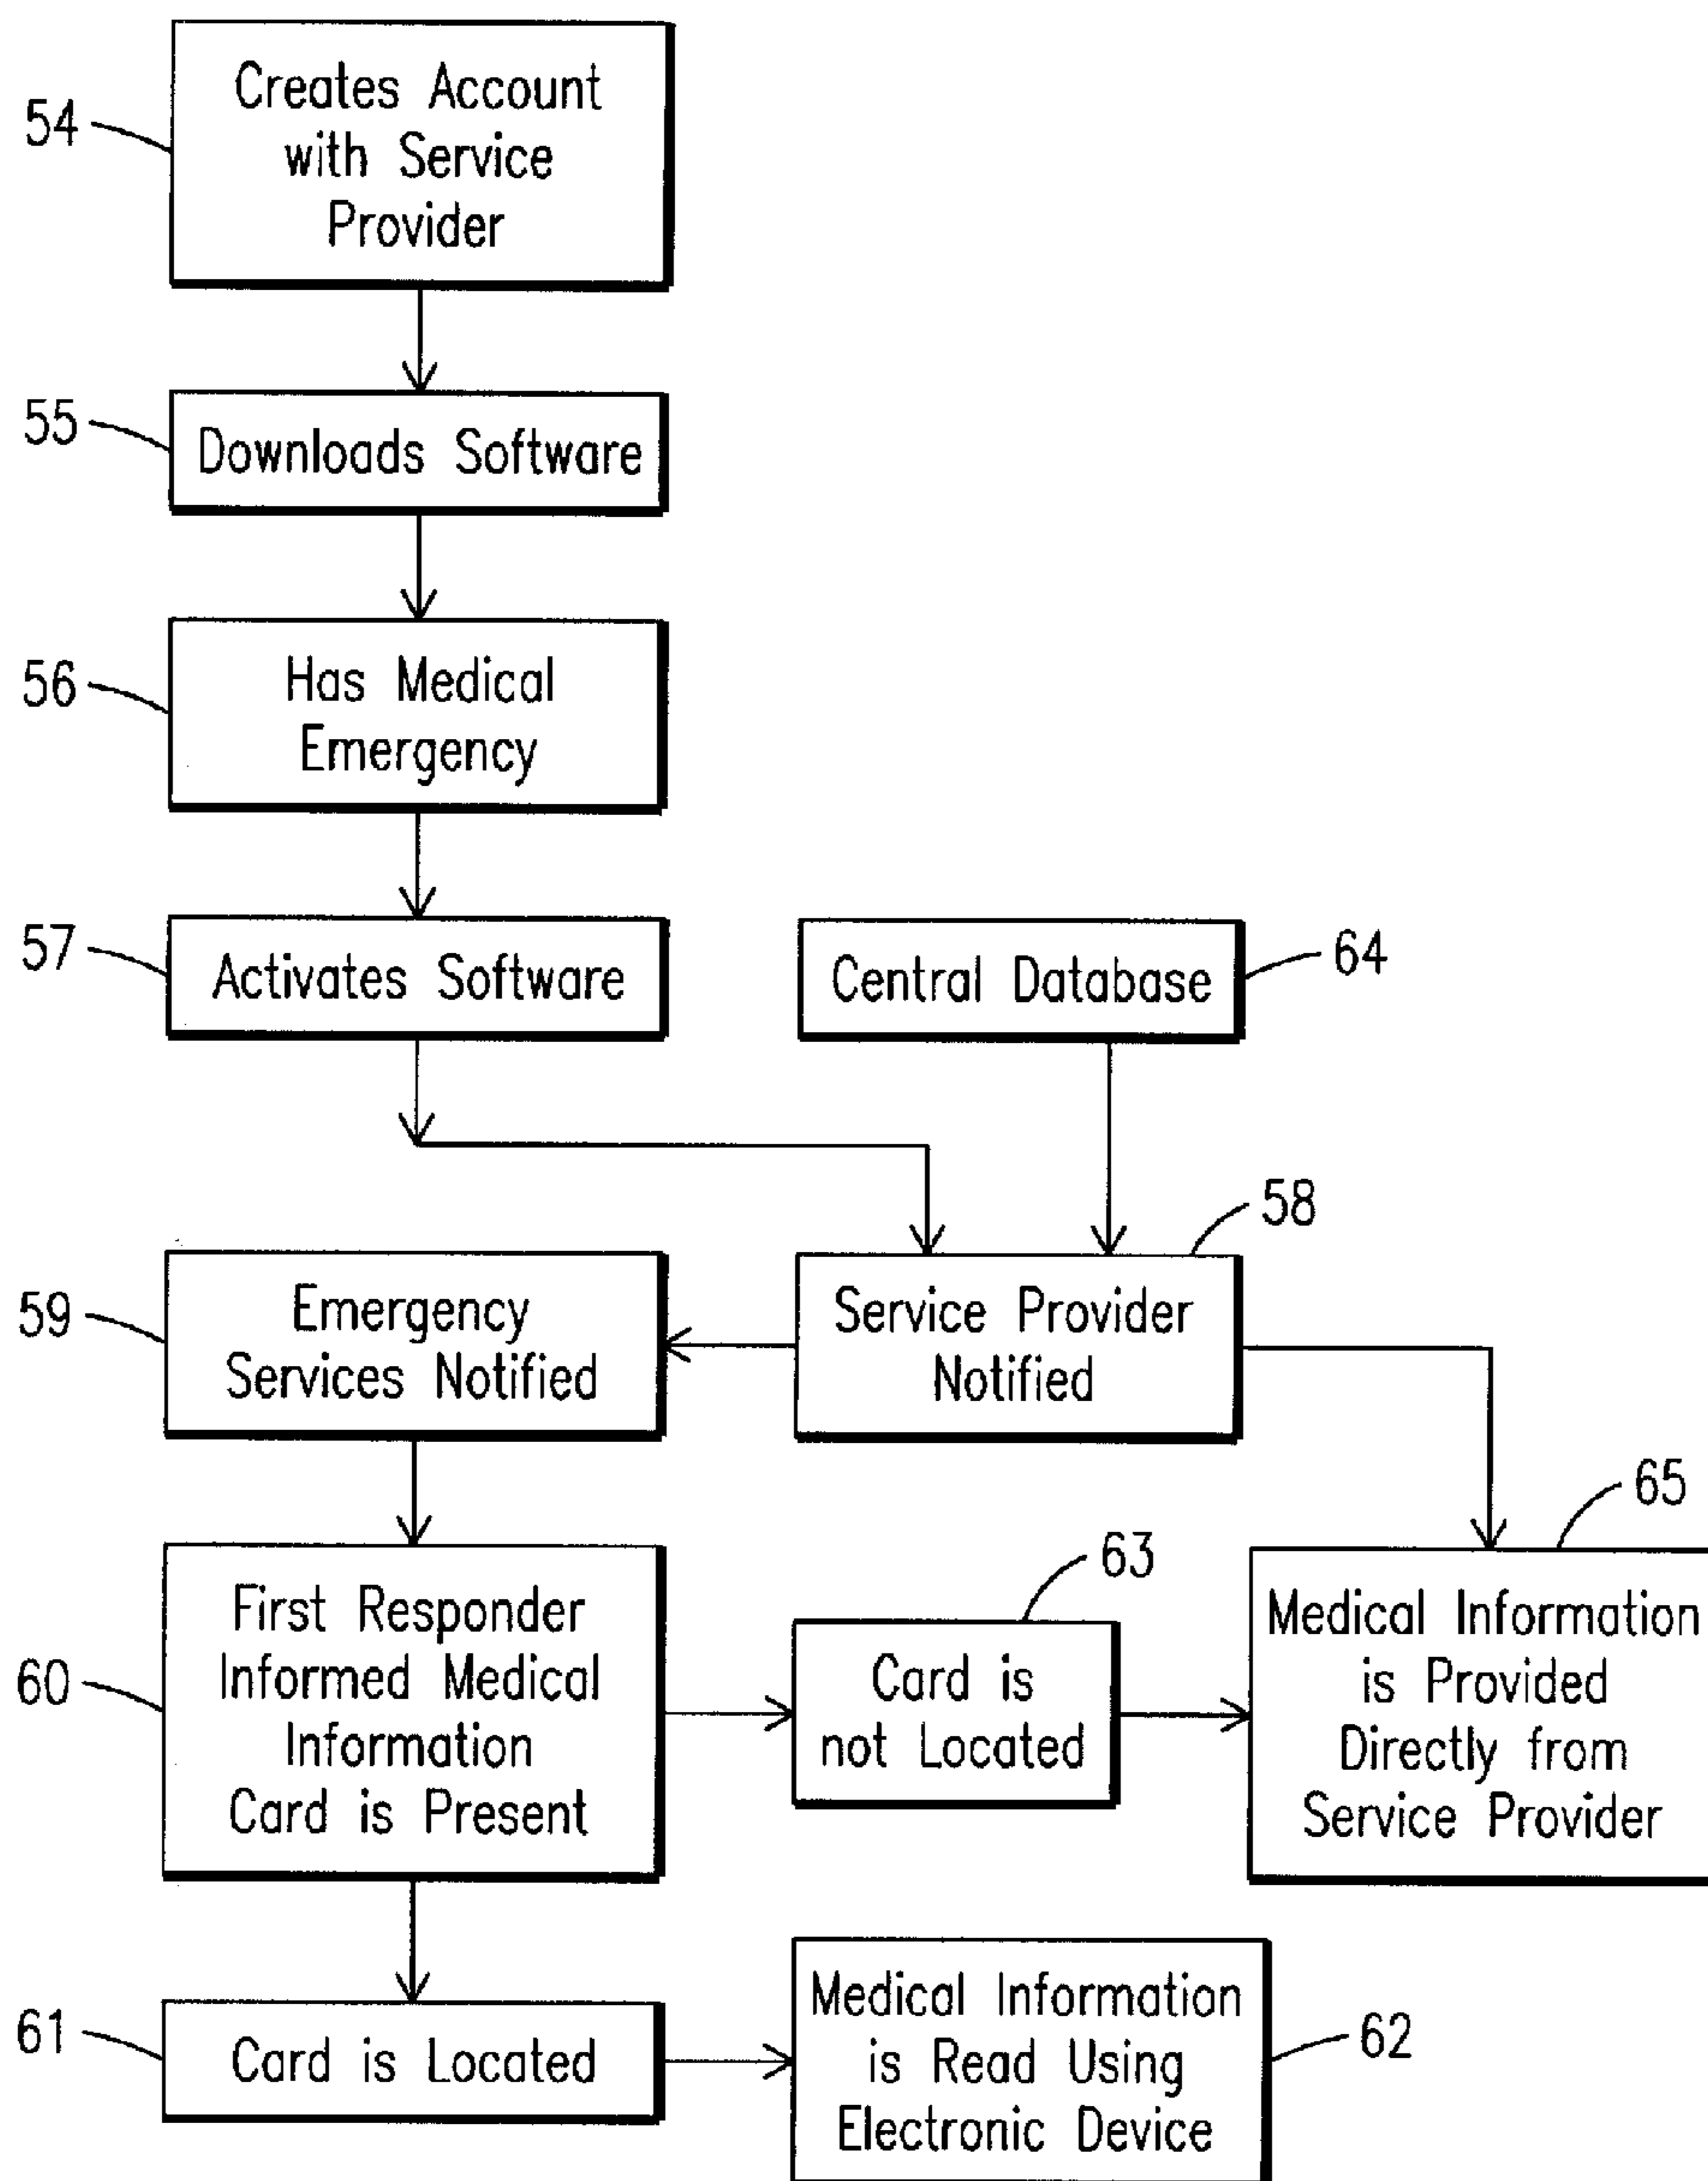 54
Creates Account
with Service
Provider
55
Downloads Software
56
Has Medical
Emergency
57
Activates Software
Central Database
64
58
59
Emergency
Services Notified
Service Provider
Notified
65
63
60
First Responder
Informed Medical
Information
Card is Present
Card is
not Located
Medical Information
is Provided
Directly from
Service Provider
61
Card is Located
Medical Information
is Read Using
Electronic Device
62